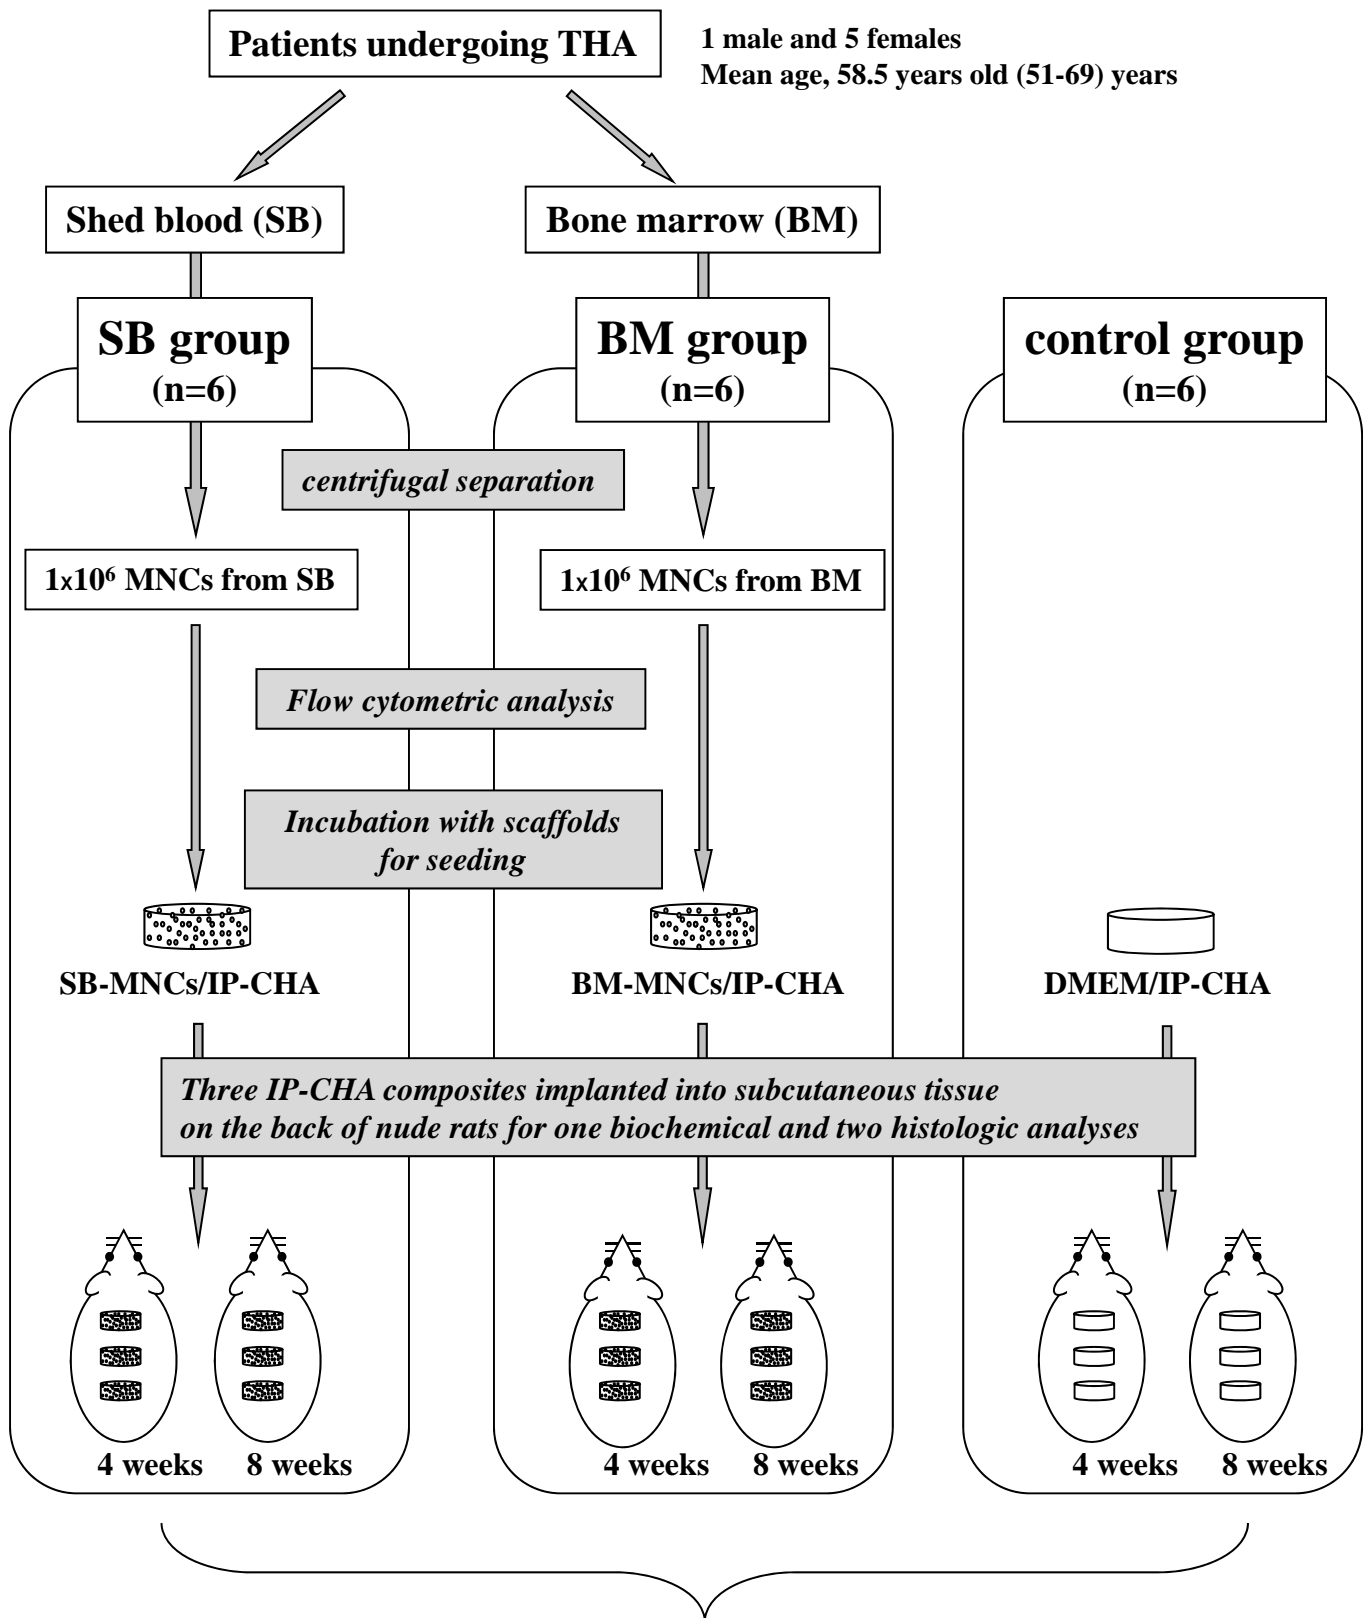 Patients undergoing THA
1 male and 5 females
Mean age, 58.5 years old (51-69) years
Shed blood (SB)
Bone marrow (BM)
SB group
(n=6)
BM group
(n=6)
control group
(n=6)
centrifugal separation
1x10⁶ MNCs from SB
1x10⁶ MNCs from BM
Flow cytometric analysis
Incubation with scaffolds
for seeding
SB-MNCs/IP-CHA
BM-MNCs/IP-CHA
DMEM/IP-CHA
Three IP-CHA composites implanted into subcutaneous tissue
on the back of nude rats for one biochemical and two histologic analyses
4 weeks
8 weeks
4 weeks
8 weeks
4 weeks
8 weeks